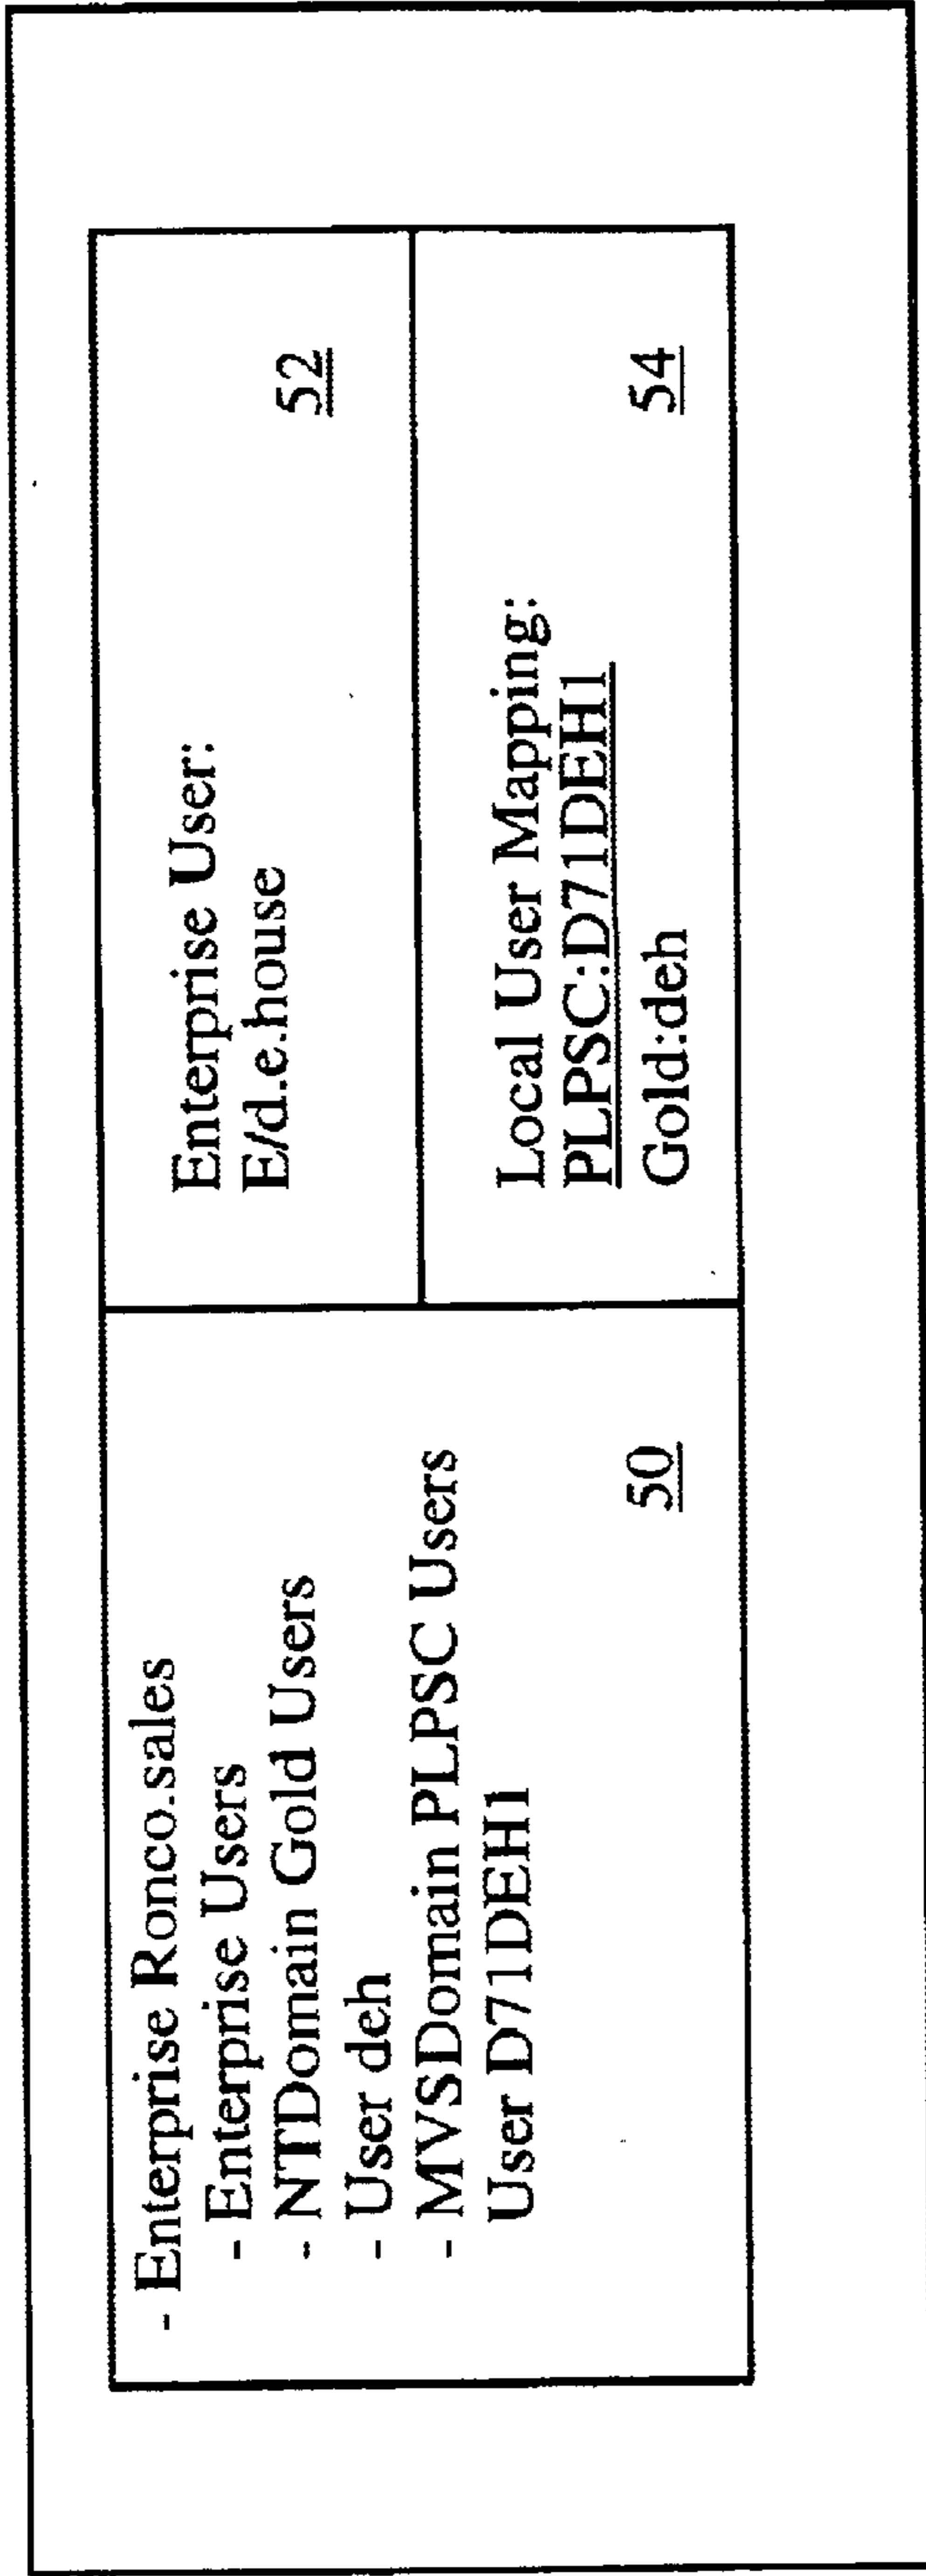 - Enterprise Ronco.sales
- Enterprise Users
- NTDomain Gold Users
- User deh
- MVSDomain PLPSC Users
User D71DEH1
50
Enterprise User:
E/d.e.house
52
Local User Mapping:
PLPSC:D71DEH1
Gold:deh
54